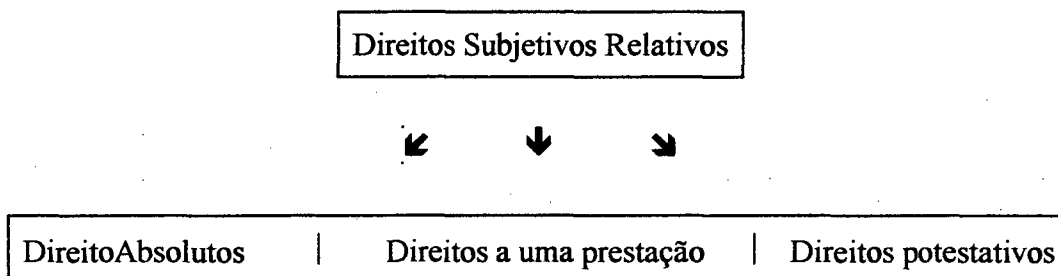 Direitos Subjetivos Relativos
DireitoAbsolutos | Direitos a uma prestação | Direitos potestativos